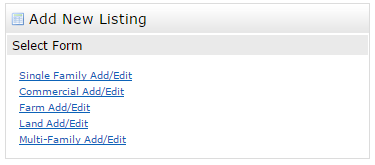 Add New Listing
Select Form
Single Family Add/Edit
Commercial Add/Edit
Farm Add/Edit
Land Add/Edit
Multi-Family Add/Edit